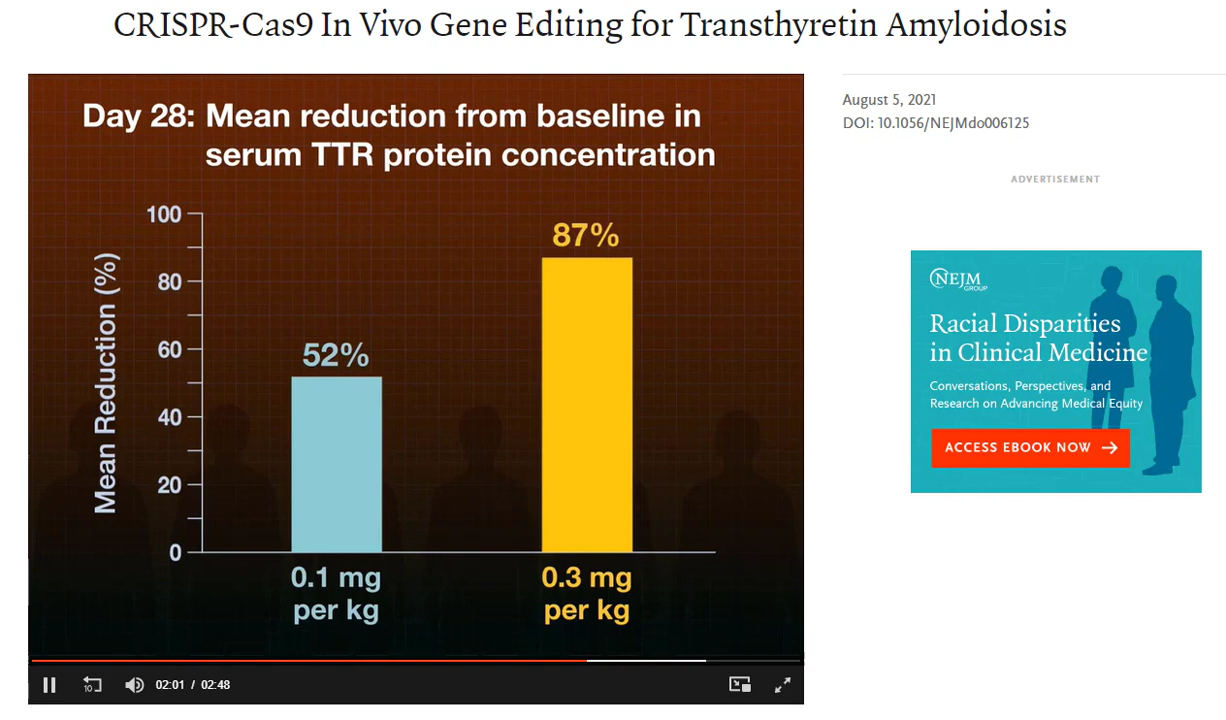 CRISPR-Cas9 In Vivo Gene Editing for Transthyretin Amyloidosis
Day 28: Mean reduction from baseline in
serum TTR protein concentration
Mean Reduction (%)
100
80
60
40
20
0
52%
87%
0.1 mg
per kg
0.3 mg
per kg
10
02:01 / 02:48
August 5, 2021
DOI: 10.1056/NEJMdo006125
ADVERTISEMENT
NEJM
GROUP
Racial Disparities
in Clinical Medicine
Conversations, Perspectives, and
Research on Advancing Medical Equity
ACCESS EBOOK NOW →